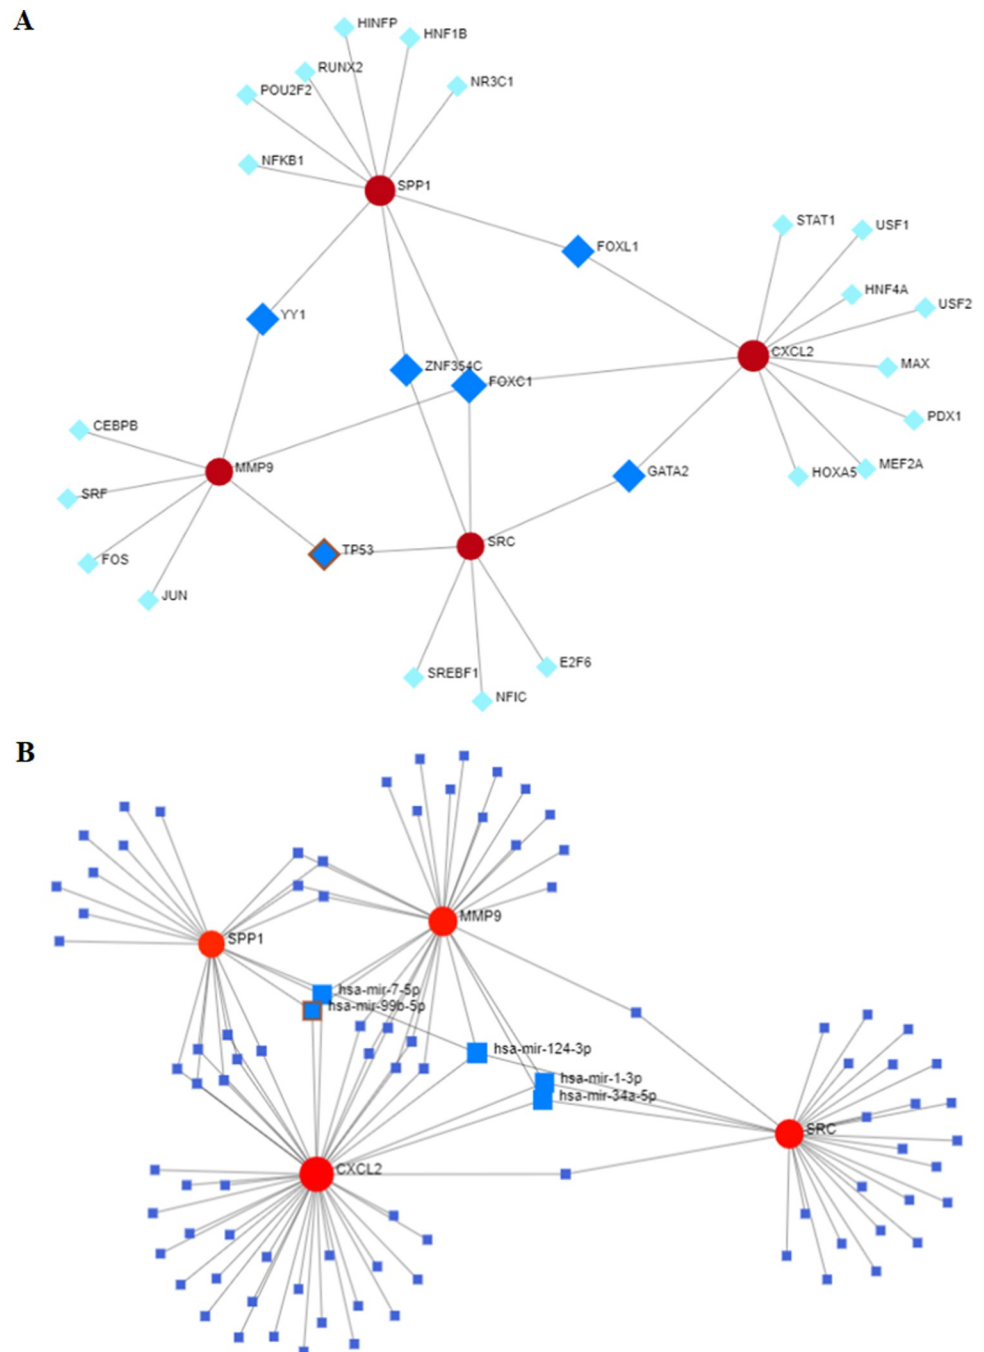 A
HINFP
HNF1B
RUNX2
NR3C1
POU2F2
NFKB1
SPP1
STAT1
USF1
FOXL1
HNF4A
USF2
YY1
CXCL2
ZNF354C
MAX
FOXC1
PDX1
CEBPB
MMP9
GATA2
HOXA5
MEF2A
SRF
TP53
SRC
FOS
JUN
E2F6
SREBF1
NFIC
B
MMP9
SPP1
hsa-mir-7-5p
hsa-mir-99b-5p
hsa-mir-124-3p
hsa-mir-1-3p
hsa-mir-34a-5p
SRC
CXCL2